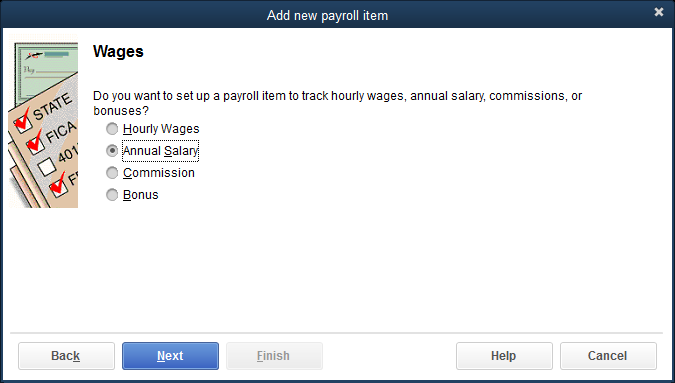 Add new payroll item
Wages
Do you want to set up a payroll item to track hourly wages, annual salary, commissions, or
bonuses?
Hourly Wages
Annual Salary
Commission
Bonus
STATE
FICA
Back
Next
Finish
Help
Cancel